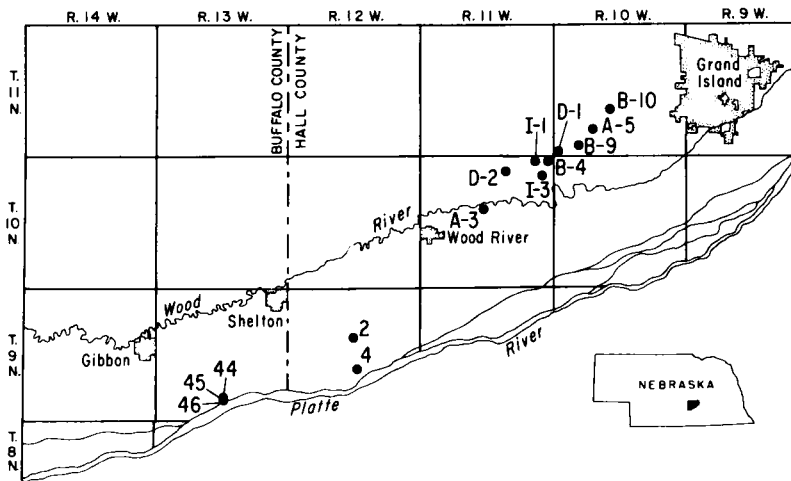 R. 14 W. R. 13 W. R. 12 W. R. 11 W. R. 10 W. R. 9 W.
T. 11 N.
BUFFALO COUNTY
HALL COUNTY
Grand Island
B-10
D-1
I-1
A-5
B-9
B-4
D-2
I-3
T. 10 N.
A-3
River
Wood River
Wood
Shelton
Gibbon
T. 9 N.
2
4
River
44
45
46
Platte
NEBRASKA
T. 8 N.